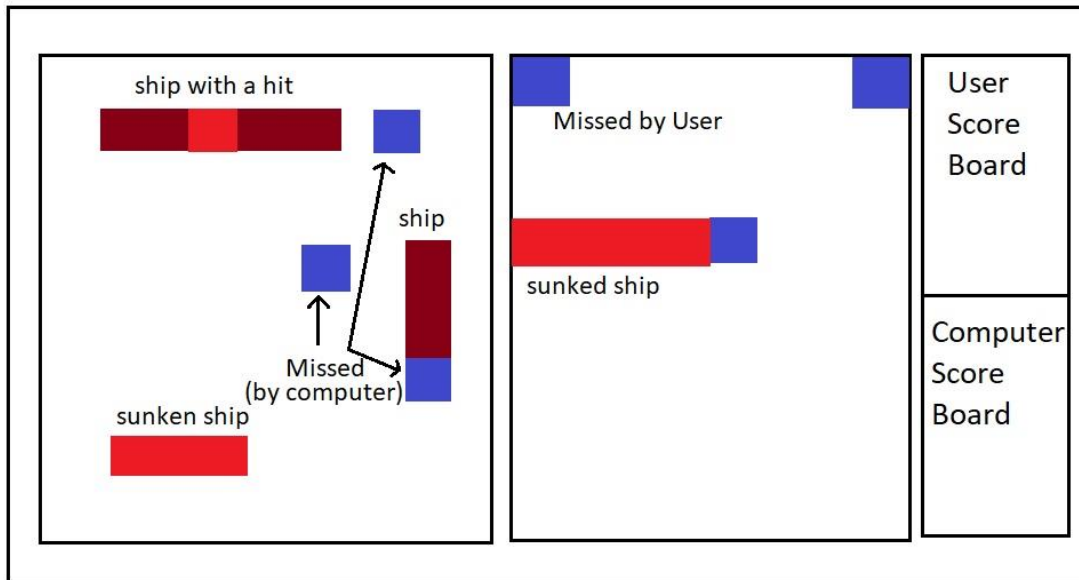 ship with a hit
ship
Missed
(by computer)
sunken ship
Missed by User
sunked ship
User
Score
Board
Computer
Score
Board